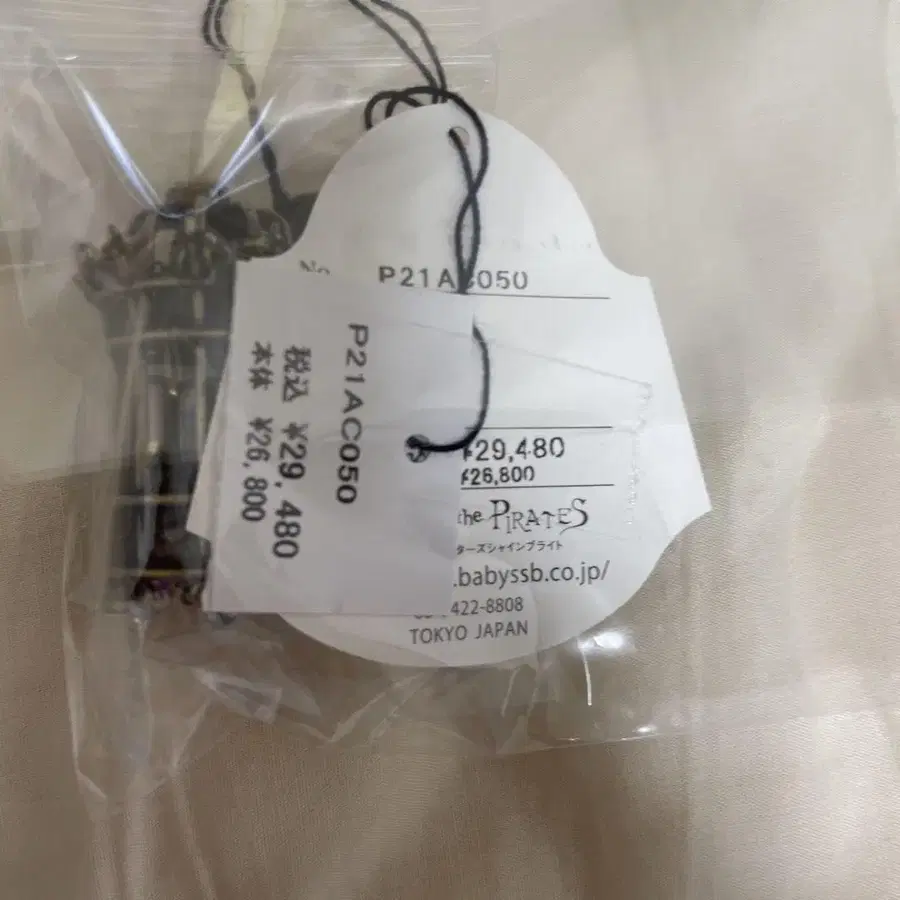 No. P21AC050
¥29,480
¥26,800
the PIRATES
ターズシャインブライト
.babyssb.co.jp/
422-8808
TOKYO JAPAN
P21AC050
税込 ¥29,480
本体 ¥26,800